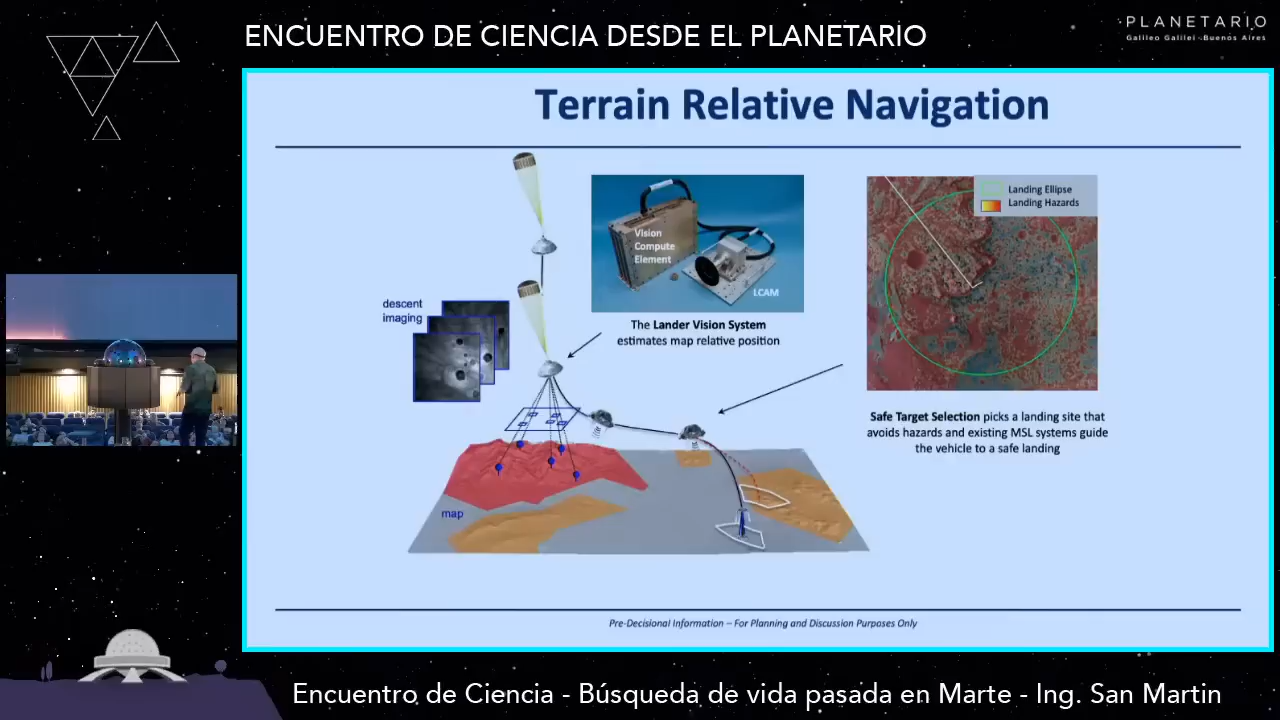 ENCUENTRO DE CIENCIA DESDE EL PLANETARIO
PLANETARIO
Galileo Galilei - Buenos Aires
Terrain Relative Navigation
Vision
Compute
Element
LCAM
Landing Ellipse
Landing Hazards
descent
imaging
The Lander Vision System
estimates map relative position
Safe Target Selection picks a landing site that
avoids hazards and existing MSL systems guide
the vehicle to a safe landing
map
Pre-Decisional Information – For Planning and Discussion Purposes Only
Encuentro de Ciencia - Búsqueda de vida pasada en Marte - Ing. San Martin